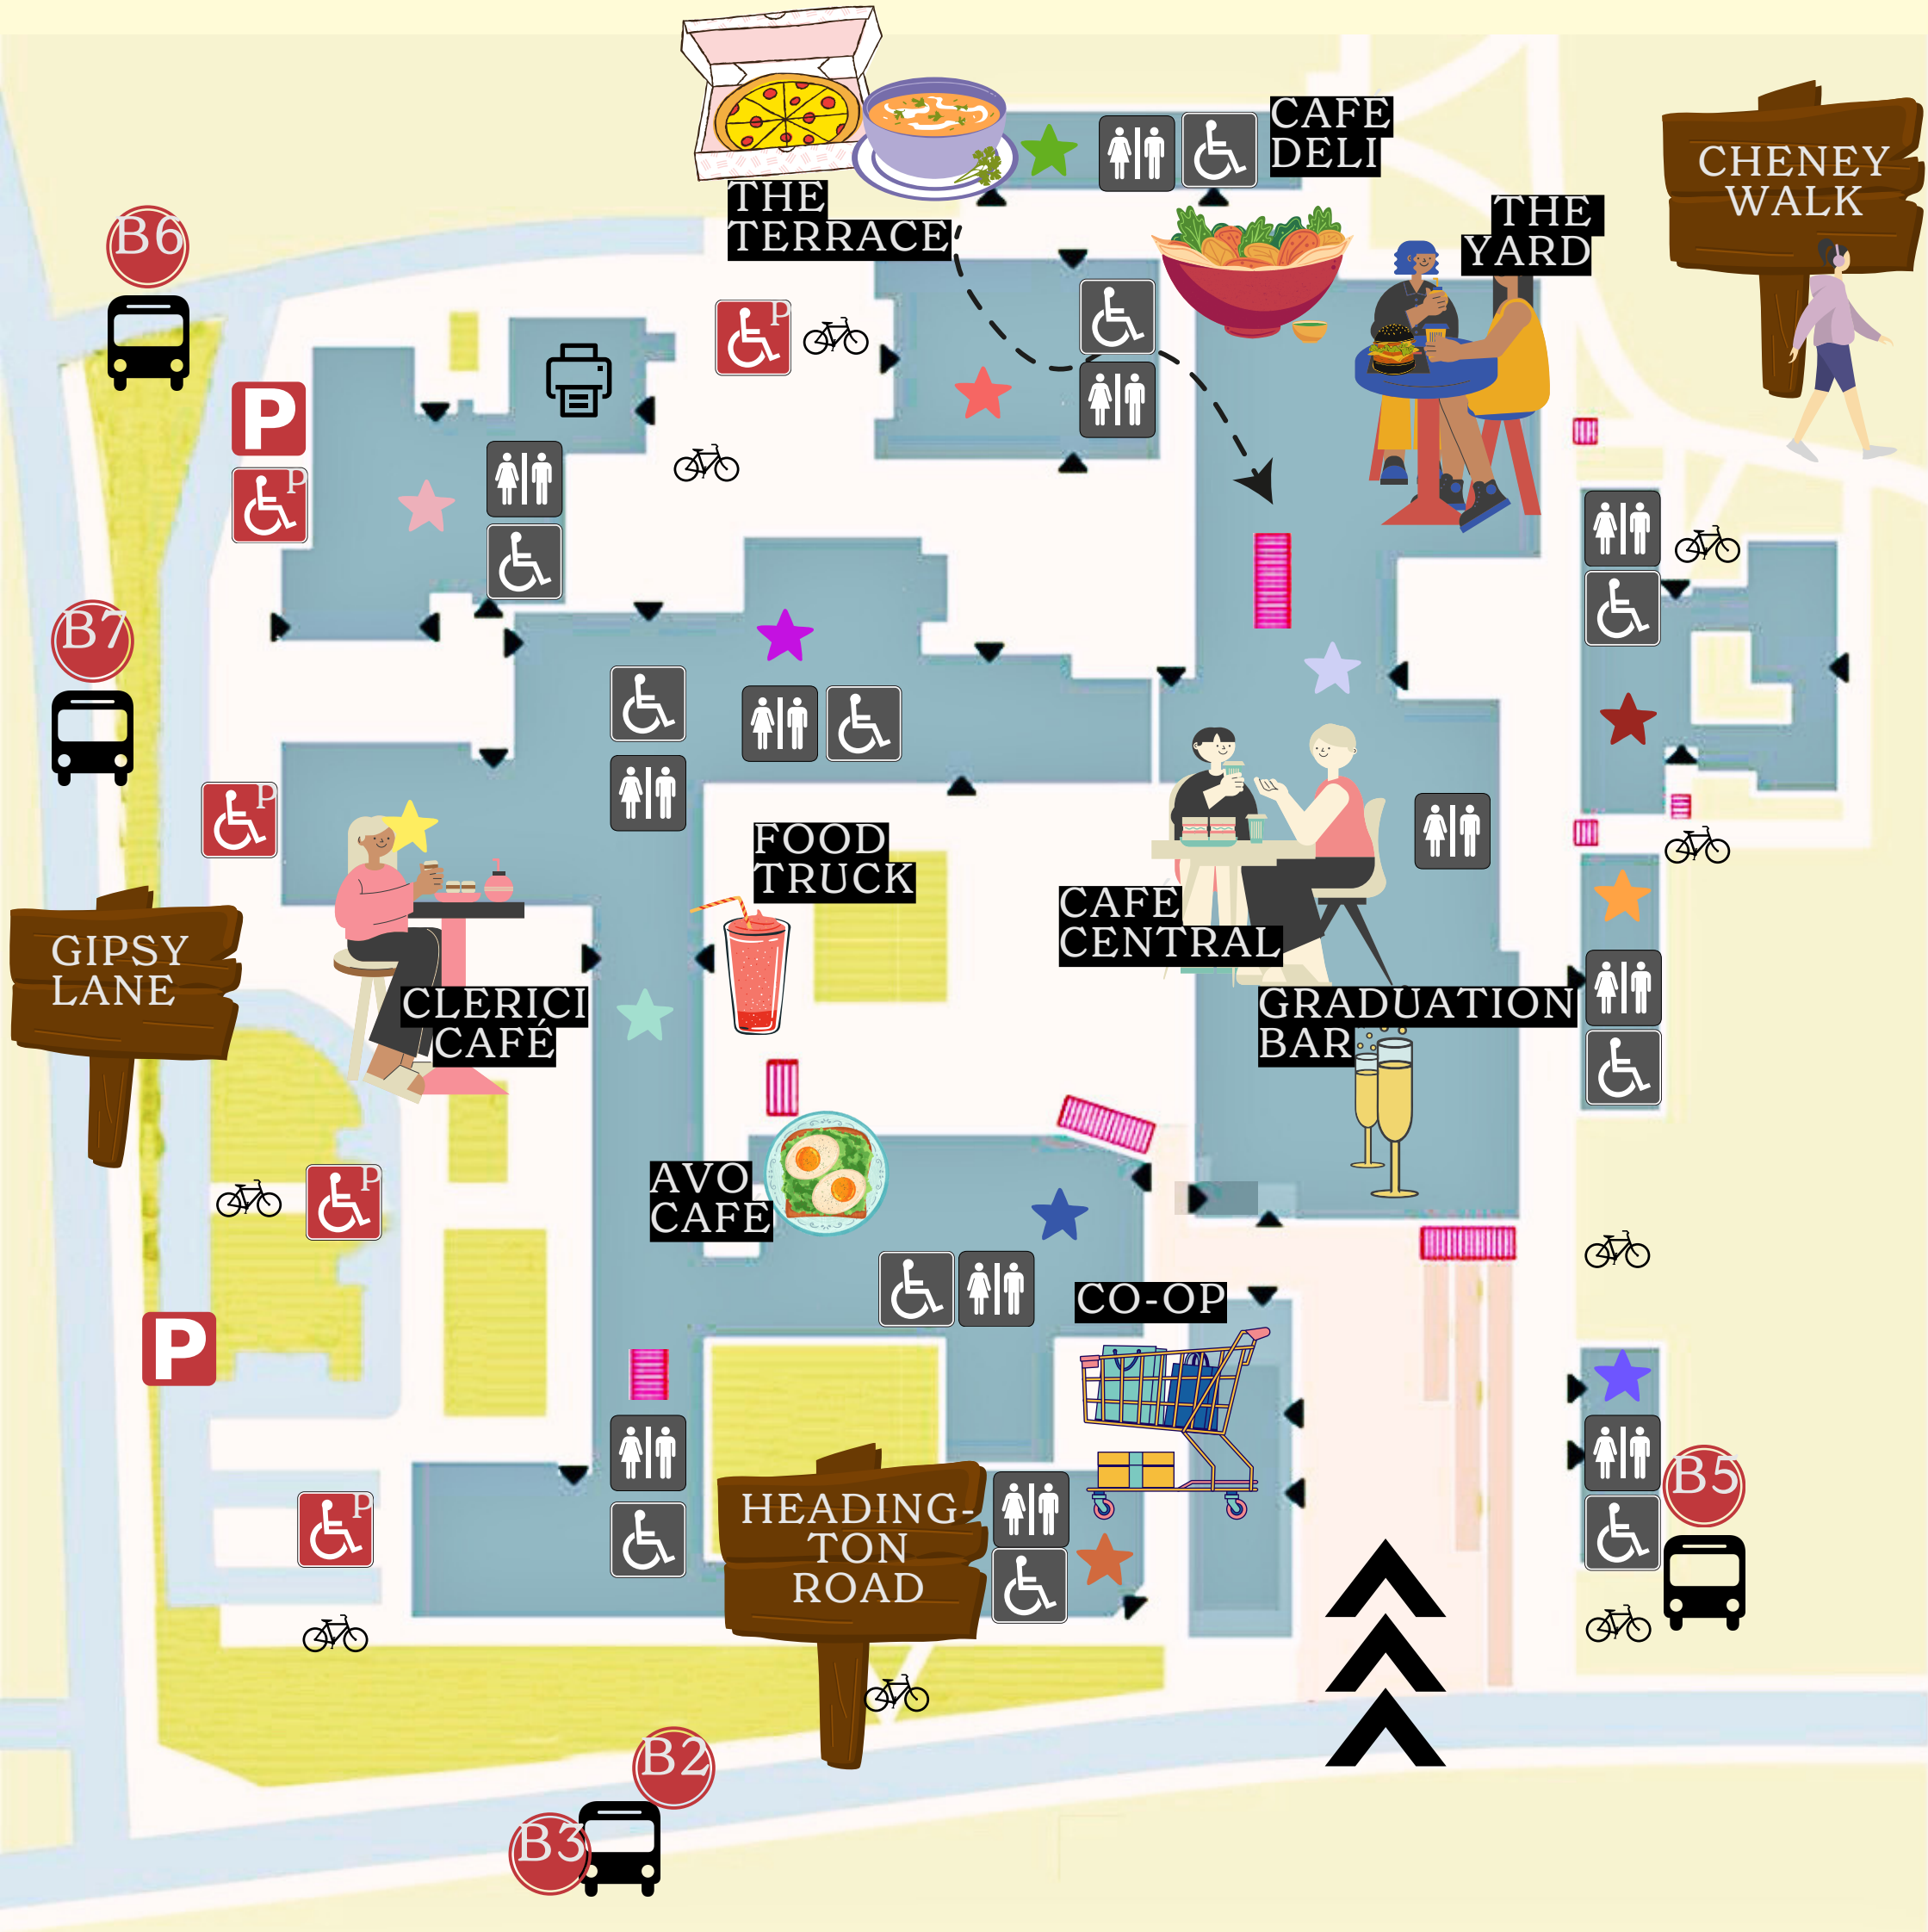 CAFE
DELI
THE
TERRACE
THE
YARD
CHENEY
WALK
B6
P
P
P
B7
P
FOOD
TRUCK
CAFÉ
CENTRAL
GIPSY
LANE
CLERICI
CAFÉ
GRADUATION
BAR
AVO
CAFE
P
CO-OP
P
B5
HEADING-
TON
ROAD
P
B2
B3